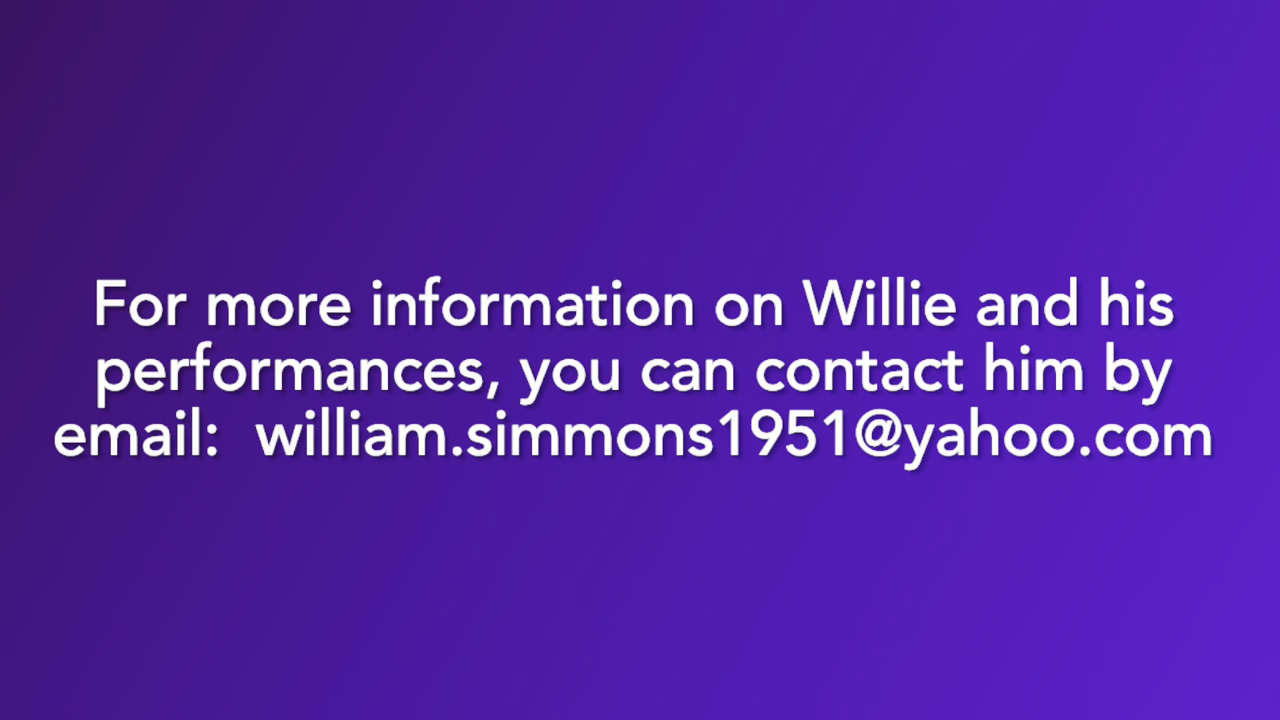 For more information on Willie and his
performances, you can contact him by
email:  william.simmons1951@yahoo.com